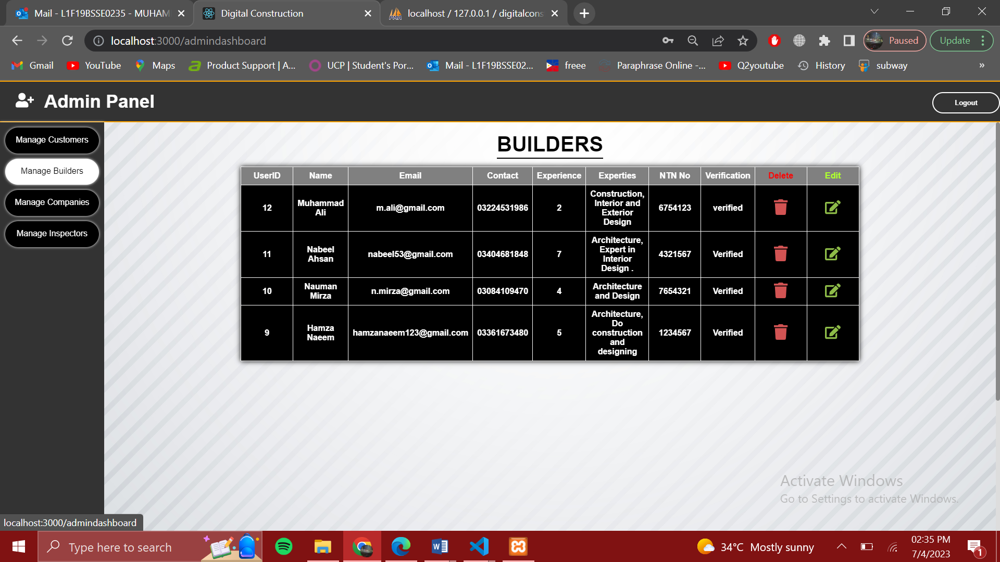 Mail - L1F19BSSE0235 - MUHAM
Digital Construction
localhost / 127.0.0.1 / digitalcons
localhost:3000/admindashboard
Paused
Update
Gmail
YouTube
Maps
Product Support | A...
UCP | Student's Por...
Mail - L1F19BSSE02...
freee
Paraphrase Online -...
Q2youtube
History
subway
»
Admin Panel
Logout
Manage Customers
Manage Builders
Manage Companies
Manage Inspectors
BUILDERS
UserID Name Email Contact Experience Experties NTN No Verification Delete Edit
12 Muhammad Ali m.ali@gmail.com 03224531986 2 Construction, Interior and Exterior Design 6754123 verified
11 Nabeel Ahsan nabeel53@gmail.com 03404681848 7 Architecture, Expert in Interior Design . 4321567 Verified
10 Nauman Mirza n.mirza@gmail.com 03084109470 4 Architecture and Design 7654321 Verified
9 Hamza Naeem hamzanaeem123@gmail.com 03361673480 5 Architecture, Do construction and designing 1234567 Verified
Activate Windows
Go to Settings to activate Windows.
localhost:3000/admindashboard
Type here to search
34°C Mostly sunny
02:35 PM
7/4/2023
1